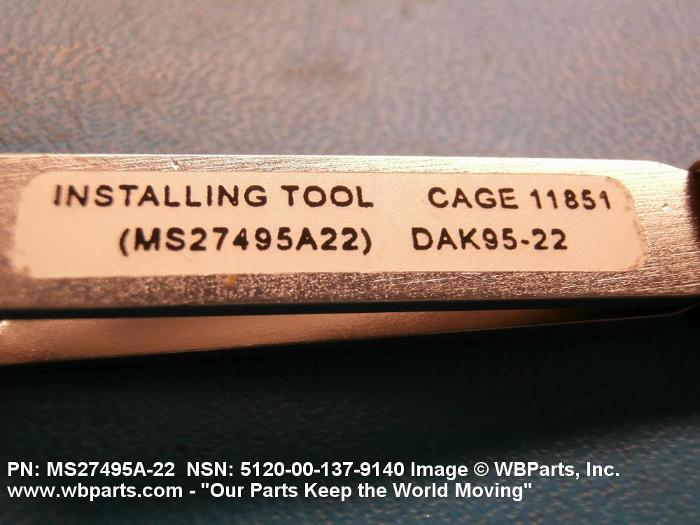 INSTALLING TOOL CAGE 11851
(MS27495A22) DAK95-22
PN: MS27495A-22 NSN: 5120-00-137-9140 Image © WBParts, Inc.
www.wbparts.com - "Our Parts Keep the World Moving"